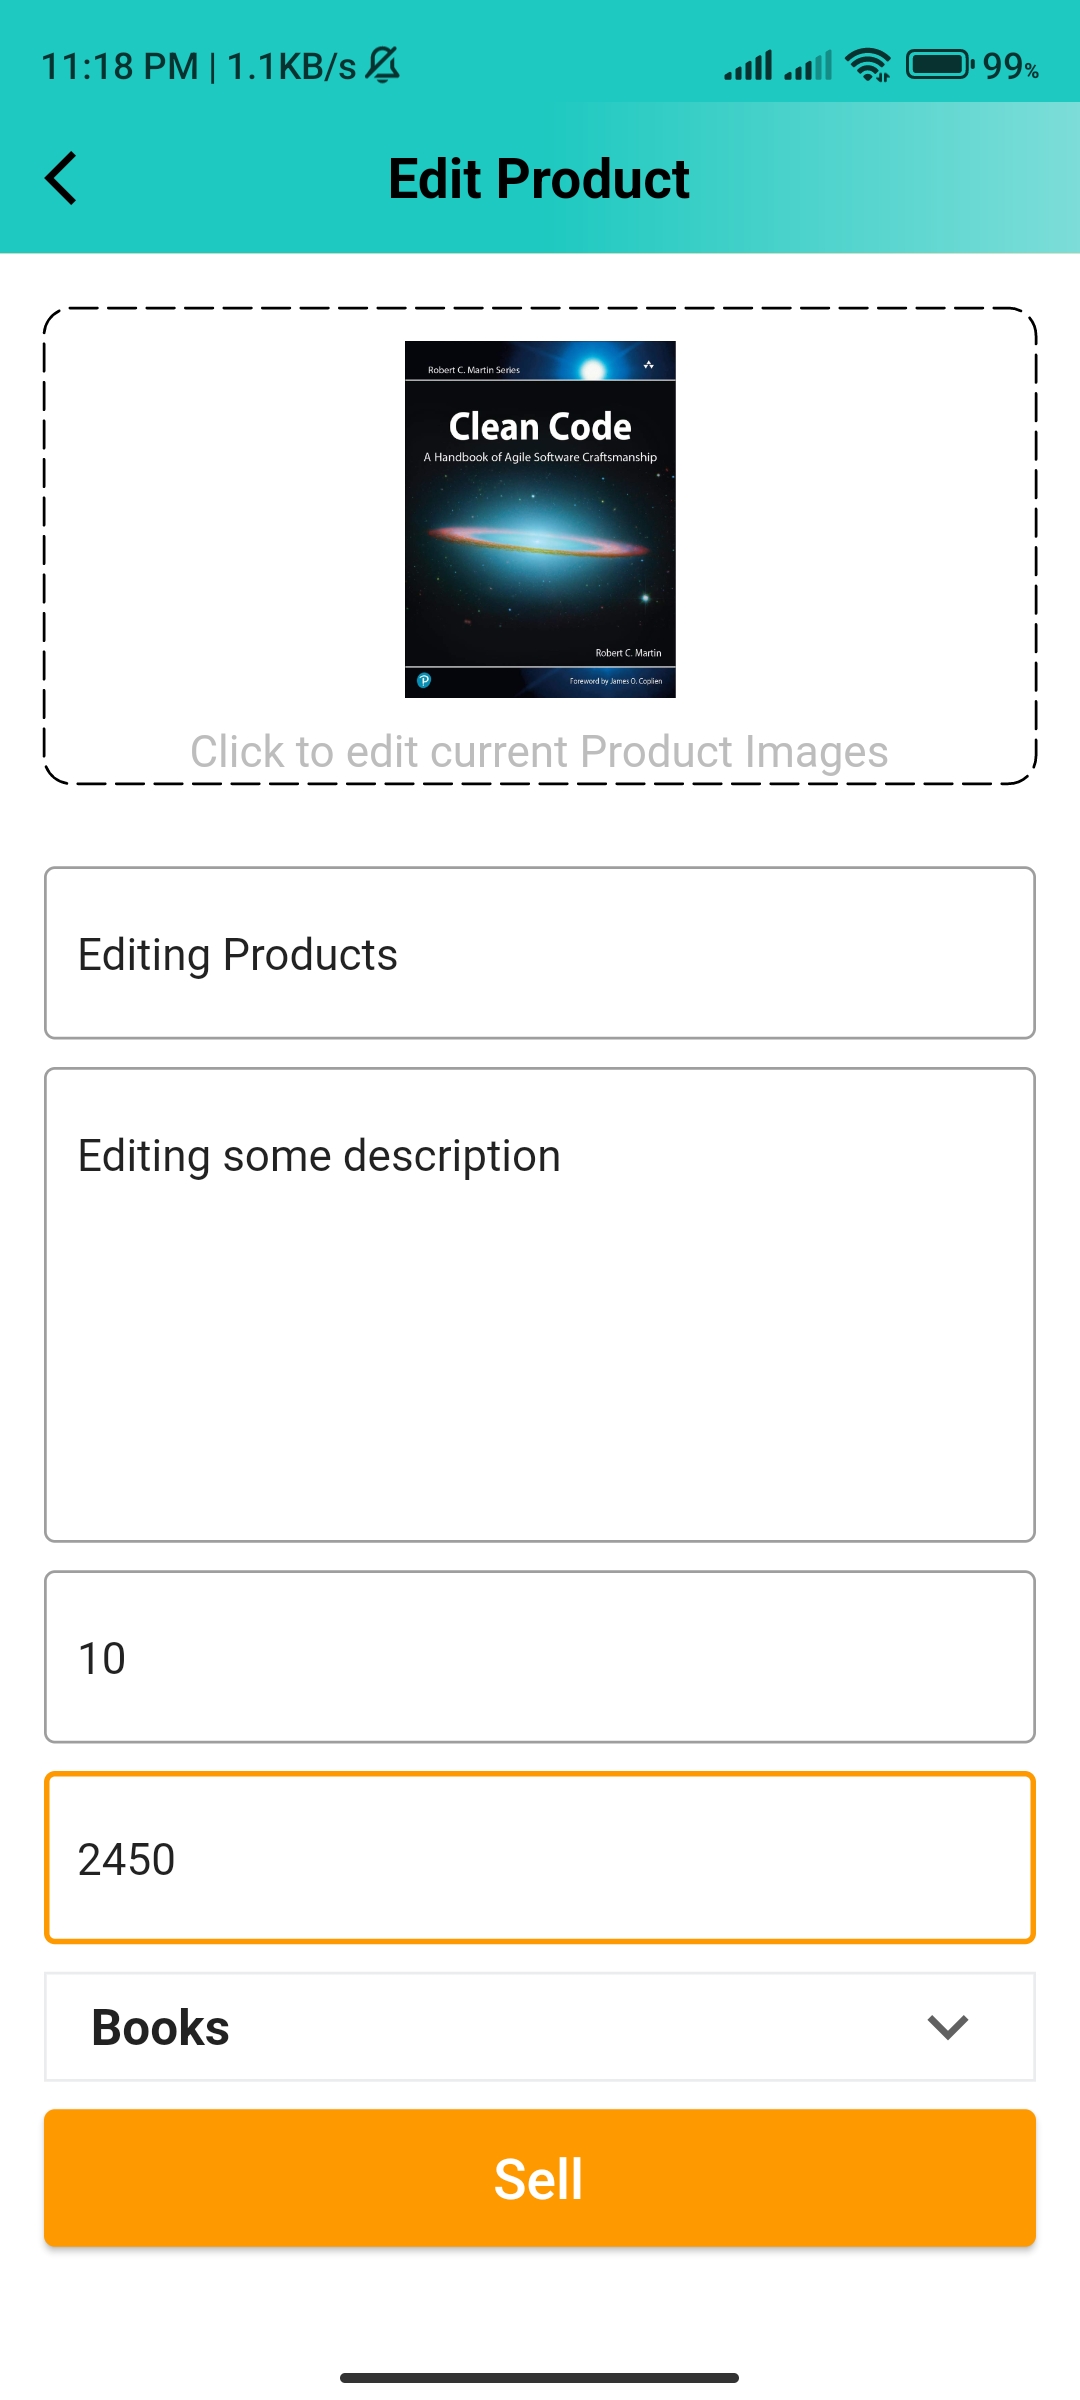 11:18 PM | 1.1KB/s
99%
Edit Product
Robert C. Martin Series
Clean Code
A Handbook of Agile Software Craftsmanship
Robert C. Martin
Foreword by James O. Coplien
Click to edit current Product Images
Editing Products
Editing some description
10
2450
Books
Sell